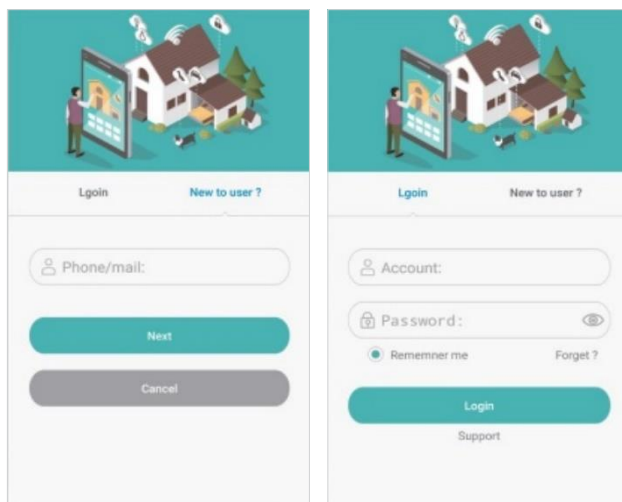 Lgoin New to user ?
Phone/mail:
Next
Cancel
Lgoin New to user ?
Account:
Password:
Rememner me Forget ?
Login
Support